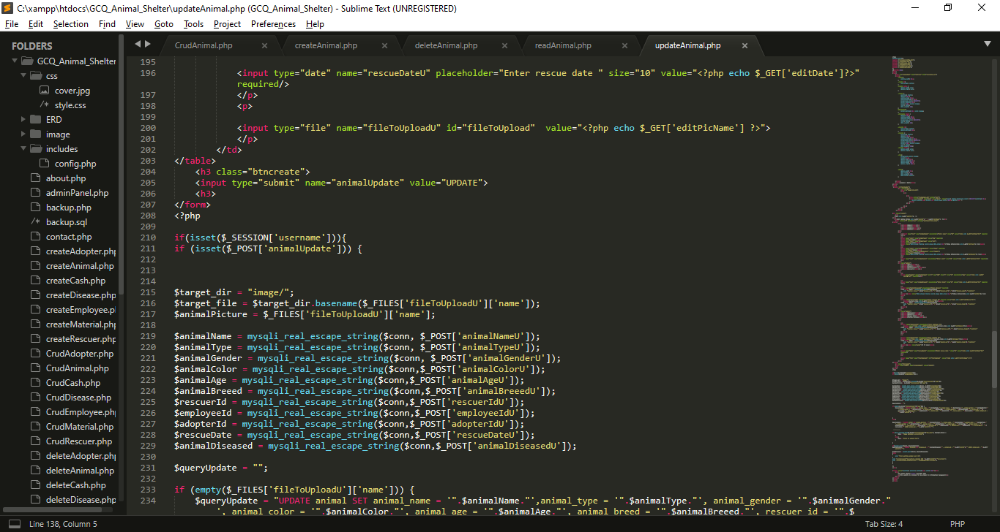 C:\xampp\htdocs\GCQ_Animal_Shelter\updateAnimal.php (GCQ_Animal_Shelter) - Sublime Text (UNREGISTERED)
File Edit Selection Find View Goto Tools Project Preferences Help
FOLDERS
GCQ_Animal_Shelter
css
cover.jpg
/* style.css
ERD
image
includes
config.php
about.php
adminPanel.php
backup.php
/* backup.sql
contact.php
createAdopter.php
createAnimal.php
createCash.php
createDisease.php
createEmployee.p
createMaterial.php
createRescuer.php
CrudAdopter.php
CrudAnimal.php
CrudCash.php
CrudDisease.php
CrudEmployee.php
CrudMaterial.php
CrudRescuer.php
deleteAdopter.php
deleteAnimal.php
deleteCash.php
deleteDisease.php
CrudAnimal.php createAnimal.php deleteAnimal.php readAnimal.php updateAnimal.php
195
196 <input type="date" name="rescueDateU" placeholder="Enter rescue date " size="10" value="<?php echo $_GET['editDate']?>"
required/>
197 </p>
198 <p>
199
200 <input type="file" name="fileToUploadU" id="fileToUpload"  value="<?php echo $_GET['editPicName'] ?>">
201 </p>
202 </td>
203 </table>
204 <h3 class="btncreate">
205 <input type="submit" name="animalUpdate" value="UPDATE">
206 <h3>
207 </form>
208 <?php
209
210 if(isset($_SESSION['username'])){
211 if (isset($_POST['animalUpdate'])) {
212
213
214
215 $target_dir = "image/";
216 $target_file = $target_dir.basename($_FILES['fileToUploadU']['name']);
217 $animalPicture = $_FILES['fileToUploadU']['name'];
218
219 $animalName = mysqli_real_escape_string($conn, $_POST['animalNameU']);
220 $animalType = mysqli_real_escape_string($conn, $_POST['animalTypeU']);
221 $animalGender = mysqli_real_escape_string($conn, $_POST['animalGenderU']);
222 $animalColor = mysqli_real_escape_string($conn,$_POST['animalColorU']);
223 $animalAge = mysqli_real_escape_string($conn,$_POST['animalAgeU']);
224 $animalBreeed = mysqli_real_escape_string($conn,$_POST['animalBreeedU']);
225 $rescuerId = mysqli_real_escape_string($conn,$_POST['rescuerIdU']);
226 $employeeId = mysqli_real_escape_string($conn,$_POST['employeeIdU']);
227 $adopterId = mysqli_real_escape_string($conn,$_POST['adopterIdU']);
228 $rescueDate = mysqli_real_escape_string($conn,$_POST['rescueDateU']);
229 $animalDiseased = mysqli_real_escape_string($conn,$_POST['animalDiseasedU']);
230
231 $queryUpdate = "";
232
233 if (empty($_FILES['fileToUploadU']['name'])) {
234 $queryUpdate = "UPDATE animal SET animal_name = '".$animalName."',animal_type = '".$animalType."', animal_gender = '".$animalGender."
', animal_color = '".$animalColor."', animal_age = '".$animalAge."', animal_breed = '".$animalBreeed."', rescuer_id = '".$
Line 138, Column 5 Tab Size: 4 PHP